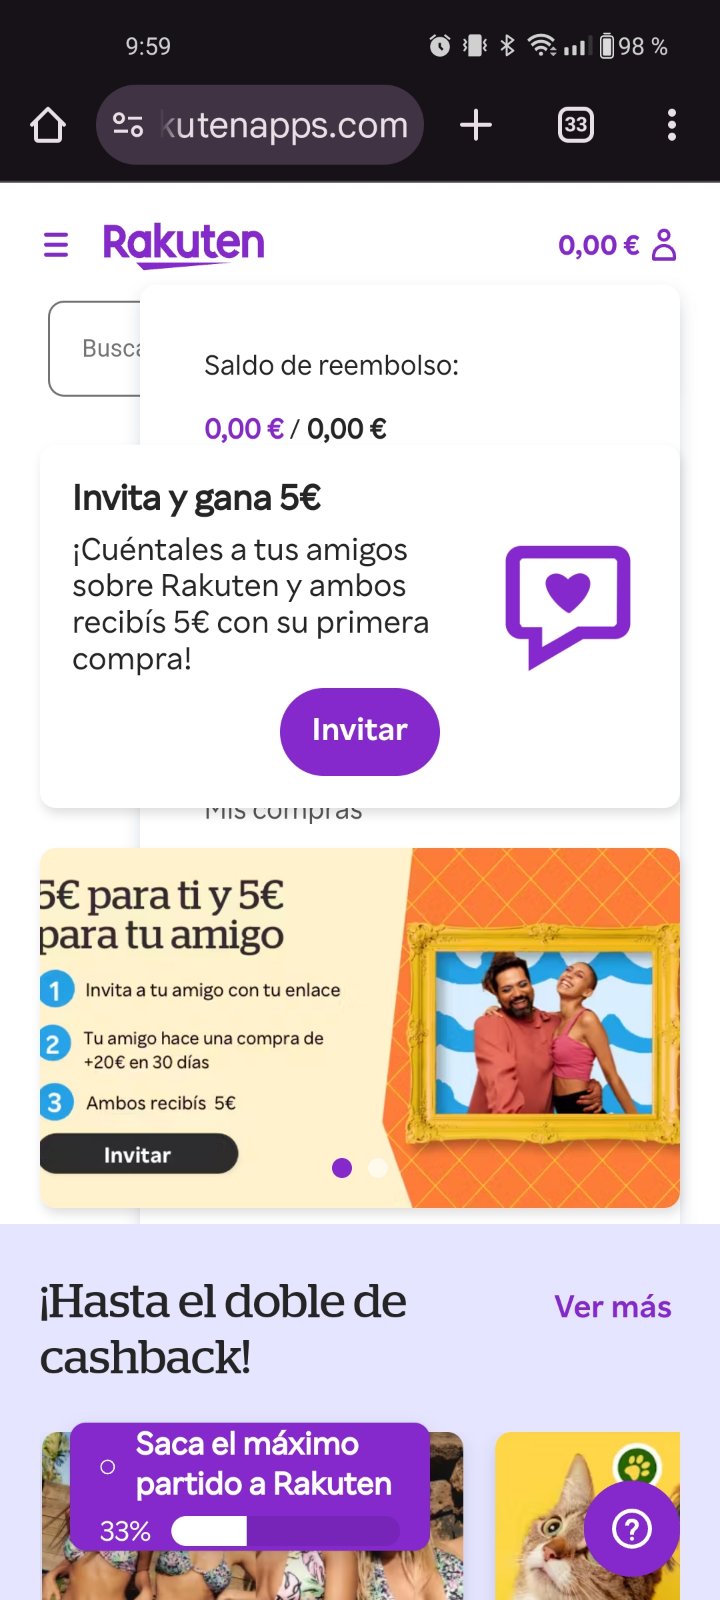 9:59
98 %
kutenapps.com
33
Rakuten
0,00 €
Busca
Saldo de reembolso:
0,00 € / 0,00 €
Invita y gana 5€
¡Cuéntales a tus amigos
sobre Rakuten y ambos
recibís 5€ con su primera
compra!
Invitar
Mis compras
5€ para ti y 5€
para tu amigo
1 Invita a tu amigo con tu enlace
2 Tu amigo hace una compra de
+20€ en 30 días
3 Ambos recibís 5€
Invitar
¡Hasta el doble de
cashback!
Ver más
Saca el máximo
partido a Rakuten
33%
?